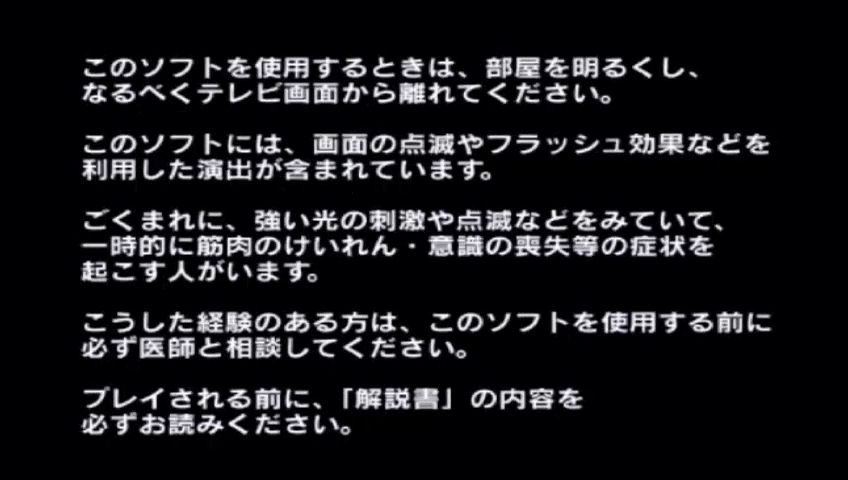 このソフトを使用するときは、部屋を明るくし、
なるべくテレビ画面から離れてください。
このソフトには、画面の点滅やフラッシュ効果などを
利用した演出が含まれています。
ごくまれに、強い光の刺激や点滅などをみていて、
一時的に筋肉のけいれん・意識の喪失等の症状を
起こす人がいます。
こうした経験のある方は、このソフトを使用する前に
必ず医師と相談してください。
プレイされる前に、「解説書」の内容を
必ずお読みください。